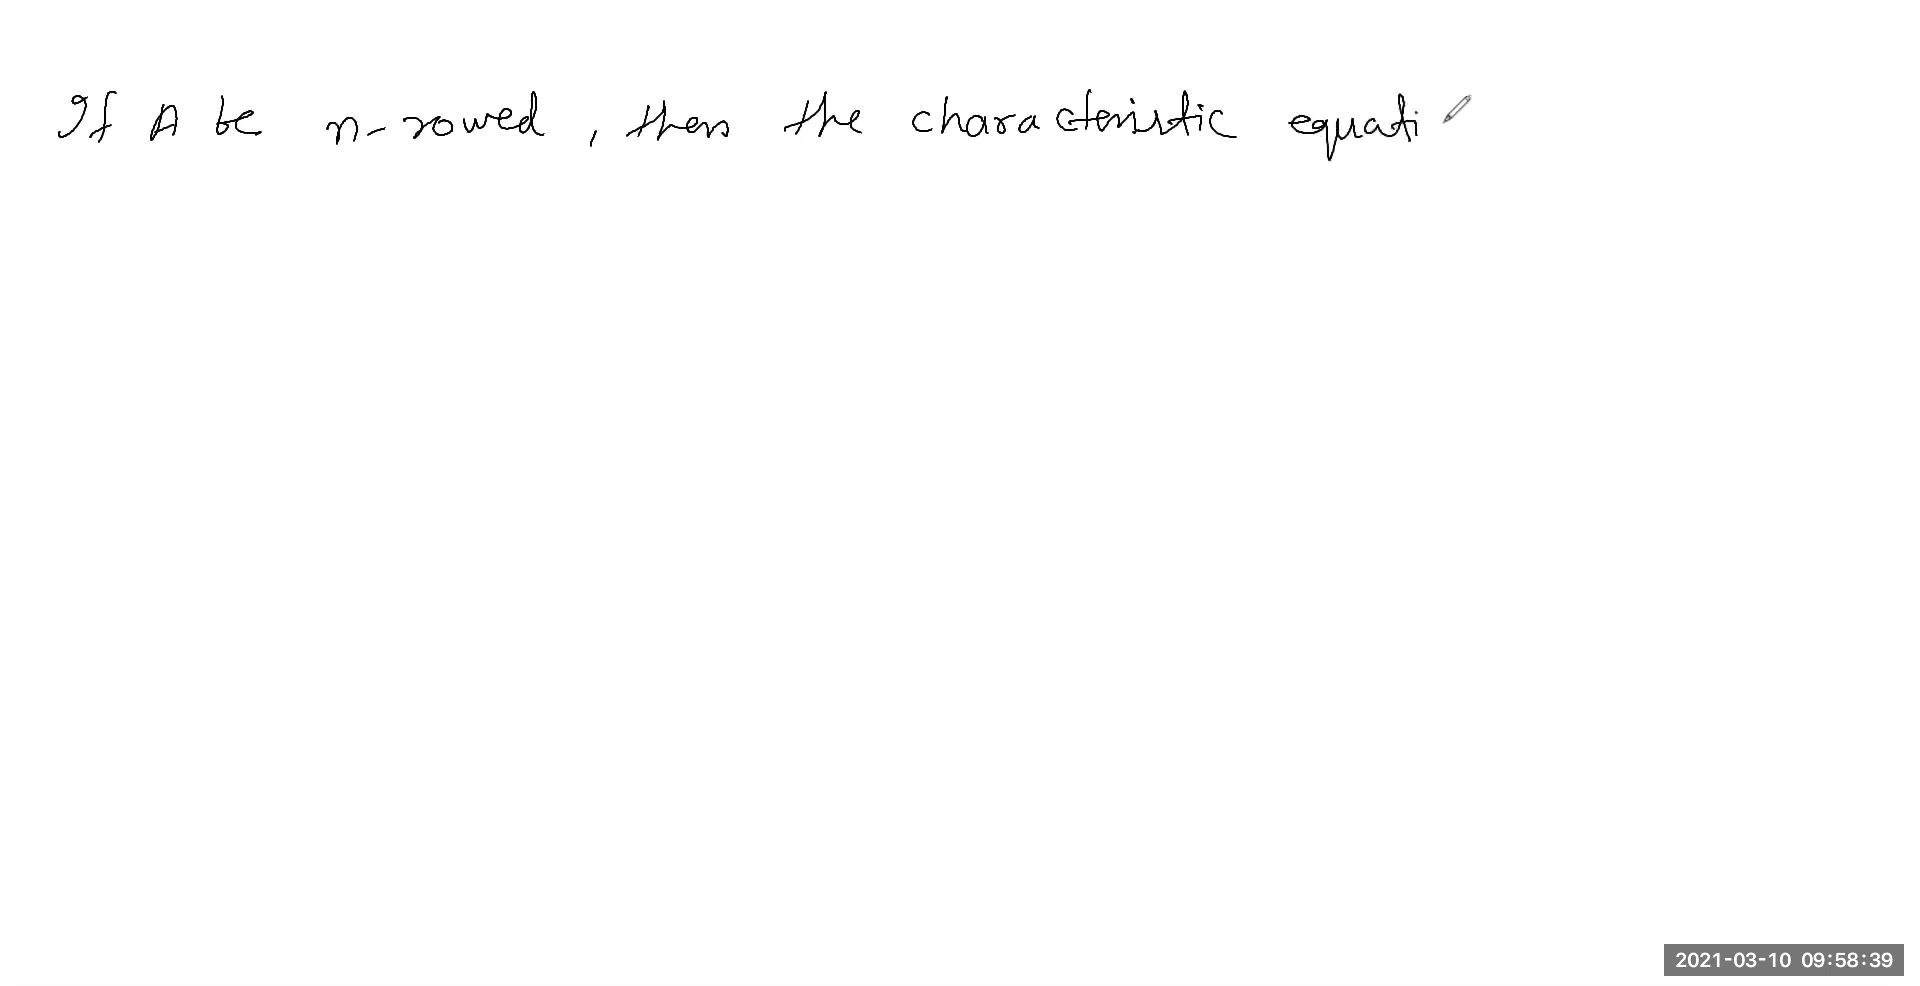 If A be n-rowed, then the characteristic equati
2021-03-10 09:58:39